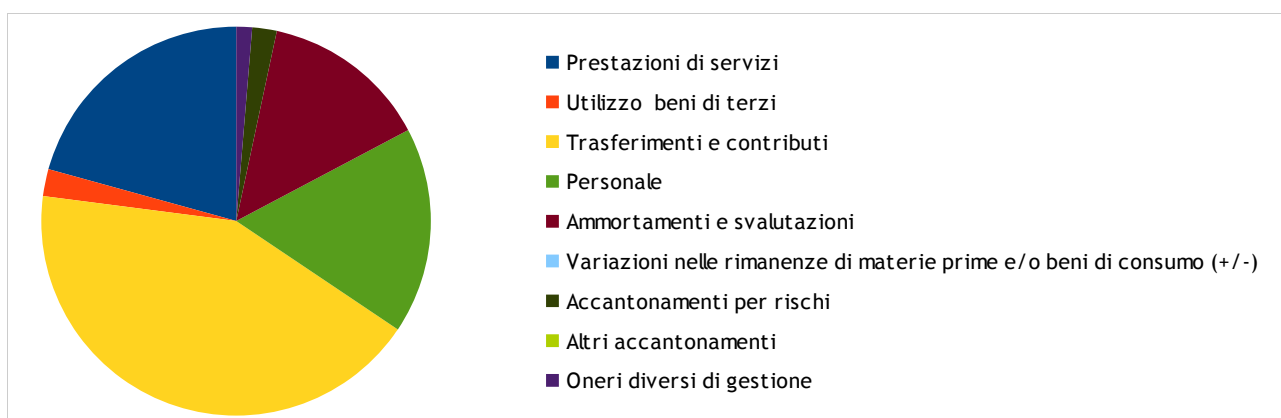 Prestazioni di servizi
Utilizzo beni di terzi
Trasferimenti e contributi
Personale
Ammortamenti e svalutazioni
Variazioni nelle rimanenze di materie prime e/o beni di consumo (+/-)
Accantonamenti per rischi
Altri accantonamenti
Oneri diversi di gestione